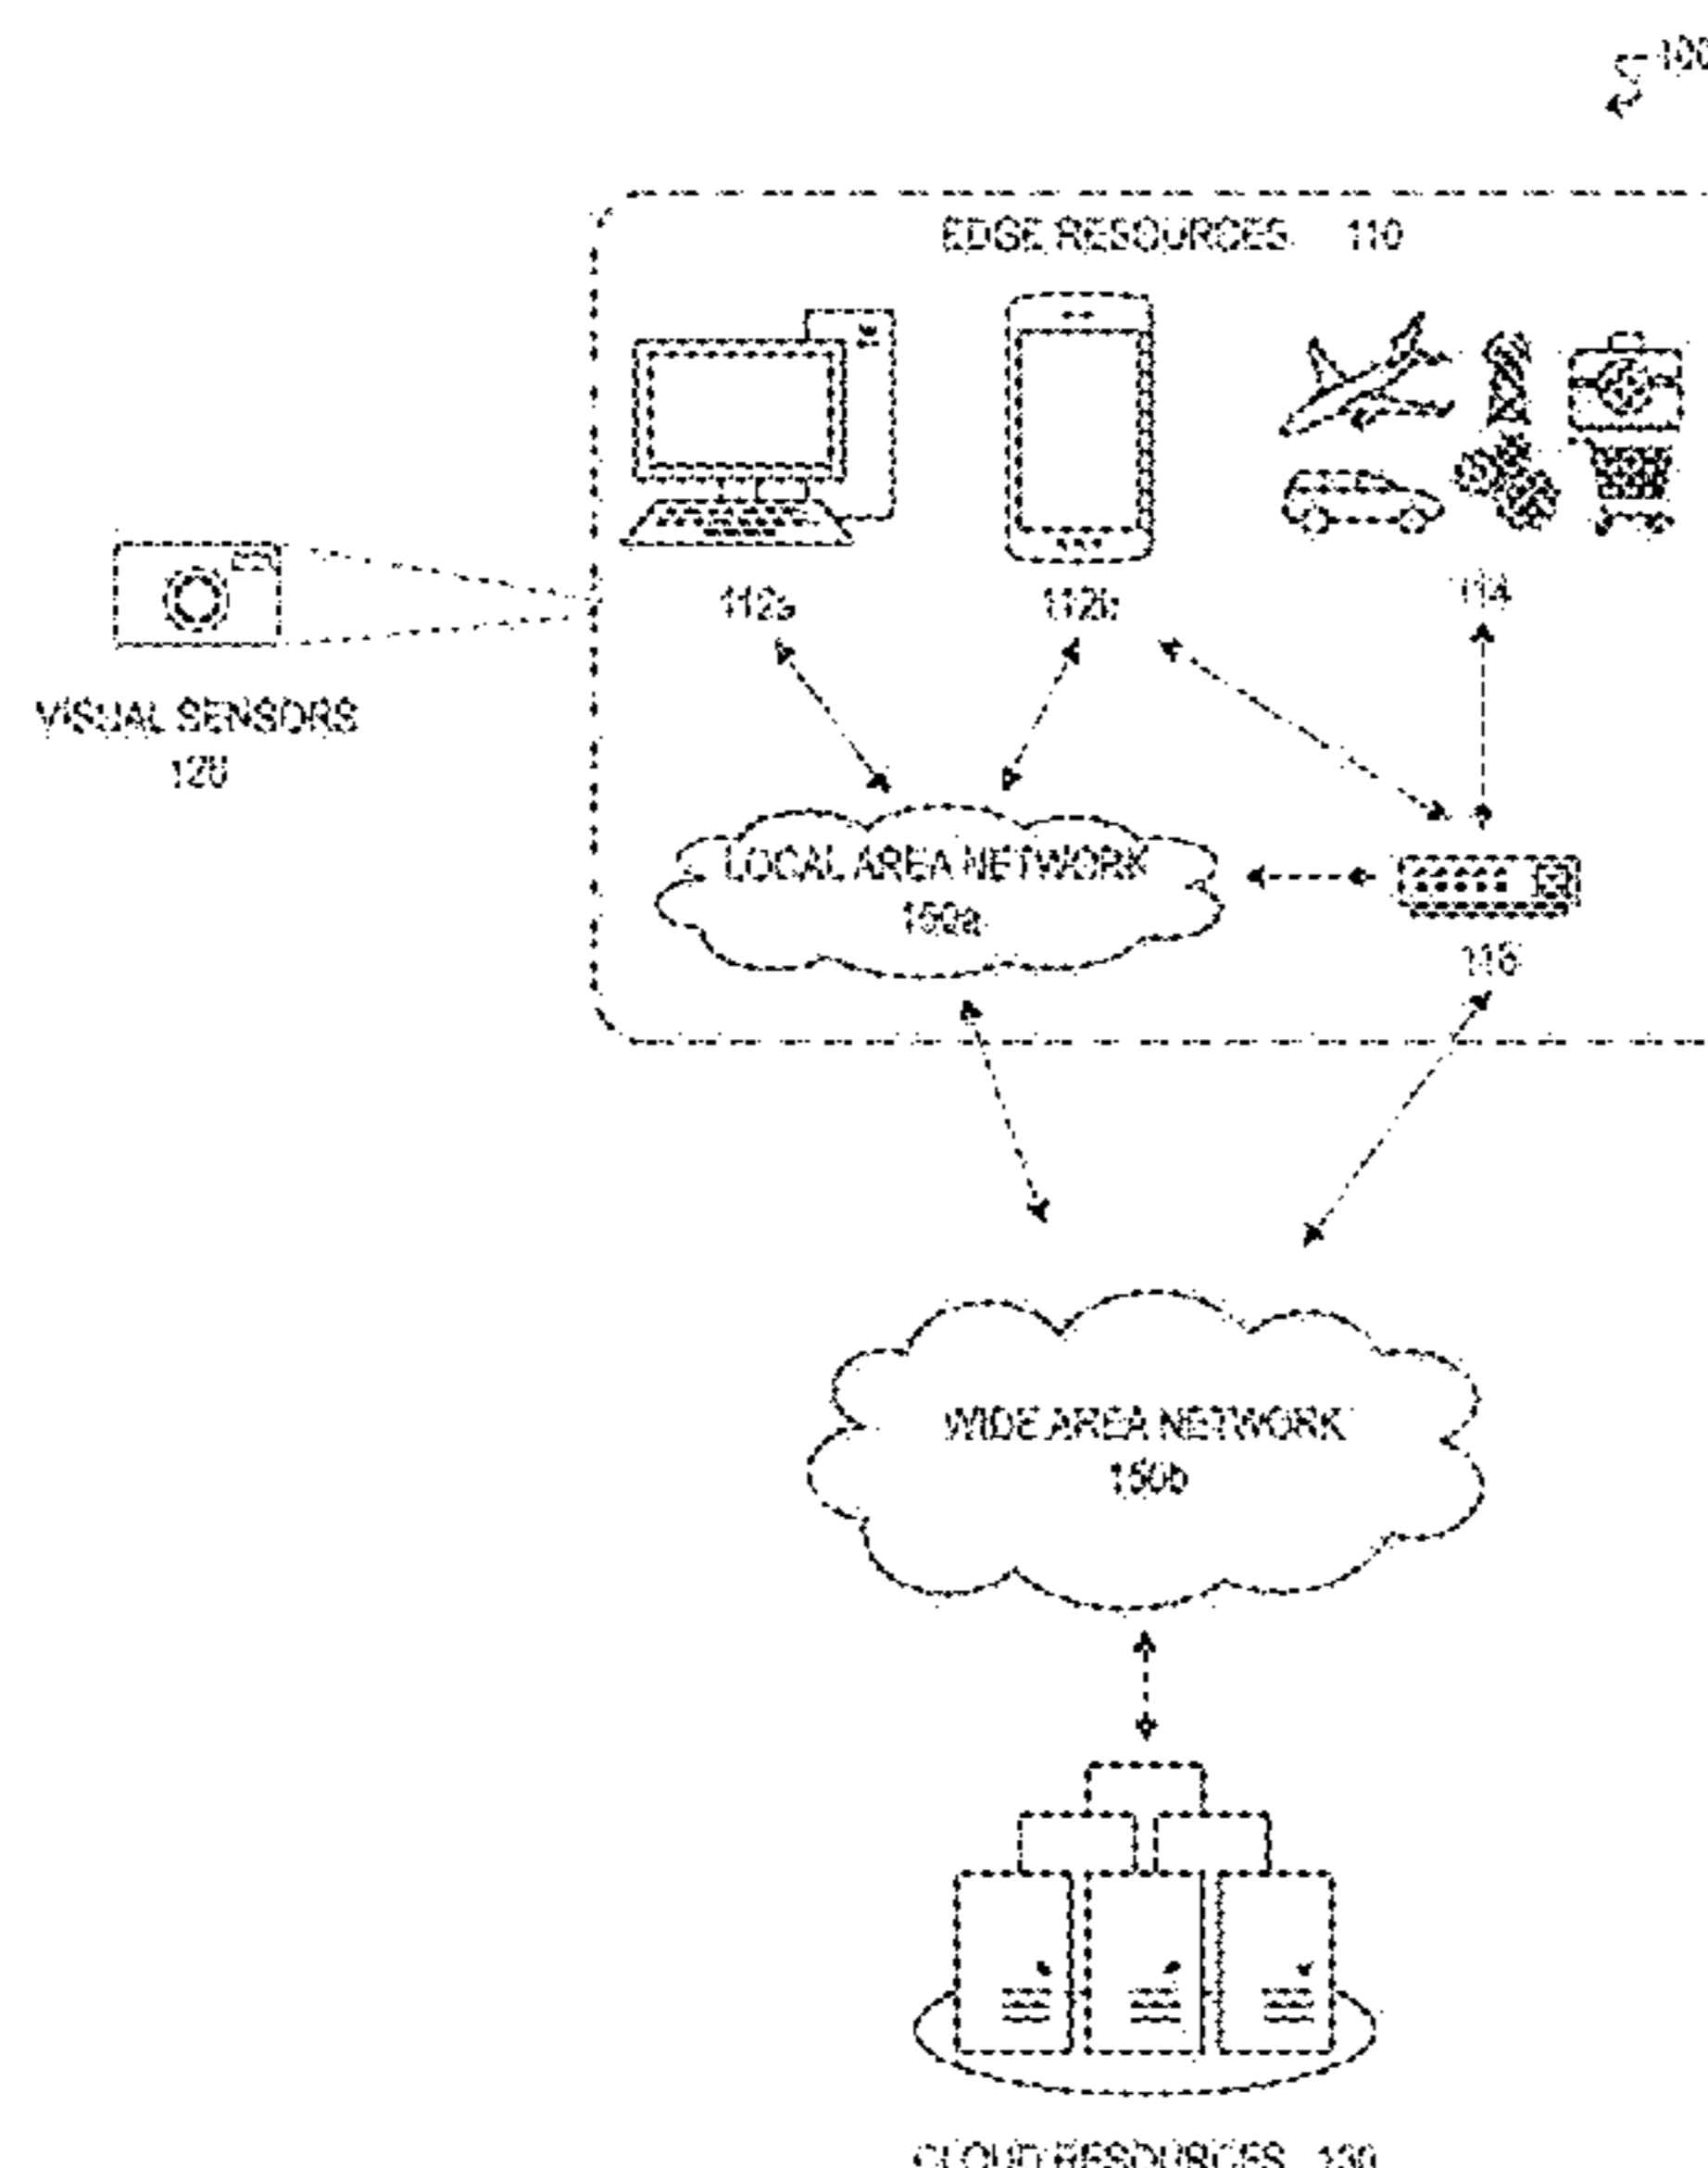 100
EDGE RESOURCES 110
112a
112b
114
VISUAL SENSORS
120
LOCAL AREA NETWORK
150a
116
WIDE AREA NETWORK
150b
CLOUD RESOURCES 130